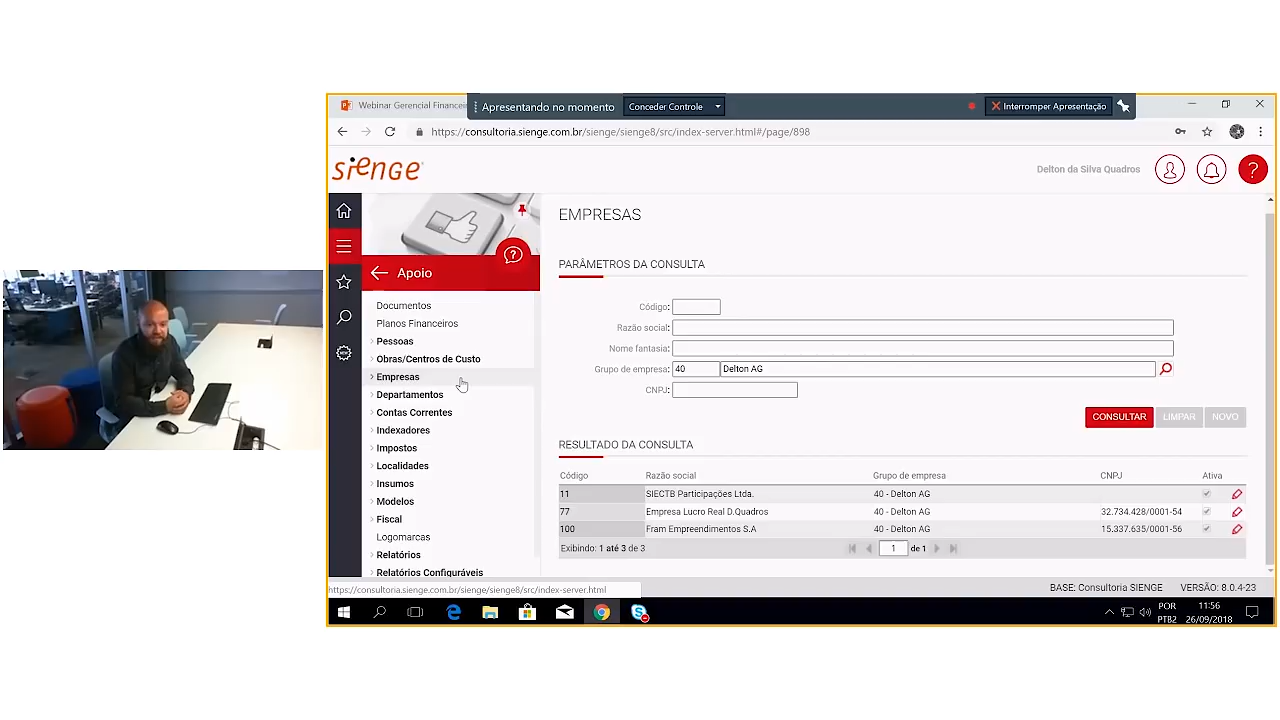 Webinar Gerencial Financei
Apresentando no momento
Conceder Controle
Interromper Apresentação
https://consultoria.sienge.com.br/sienge/sienge8/src/index-server.html#/page/898
sienge
Delton da Silva Quadros
?
?
Apoio
Documentos
Planos Financeiros
Pessoas
Obras/Centros de Custo
Empresas
Departamentos
Contas Correntes
Indexadores
Impostos
Localidades
Insumos
Modelos
Fiscal
Logomarcas
Relatórios
Relatórios Configuráveis
EMPRESAS
PARÂMETROS DA CONSULTA
Código:
Razão social:
Nome fantasia:
Grupo de empresa: 40 Delton AG
CNPJ:
CONSULTAR LIMPAR NOVO
RESULTADO DA CONSULTA
Código Razão social Grupo de empresa CNPJ Ativa
11 SIECTB Participações Ltda. 40 - Delton AG
77 Empresa Lucro Real D.Quadros 40 - Delton AG 32.734.428/0001-54
100 Fram Empreendimentos S.A 40 - Delton AG 15.337.635/0001-56
Exibindo: 1 até 3 de 3 1 de 1
https://consultoria.sienge.com.br/sienge/sienge8/src/index-server.html
BASE: Consultoria SIENGE VERSÃO: 8.0.4-23
POR 11:56
PTB2 26/09/2018